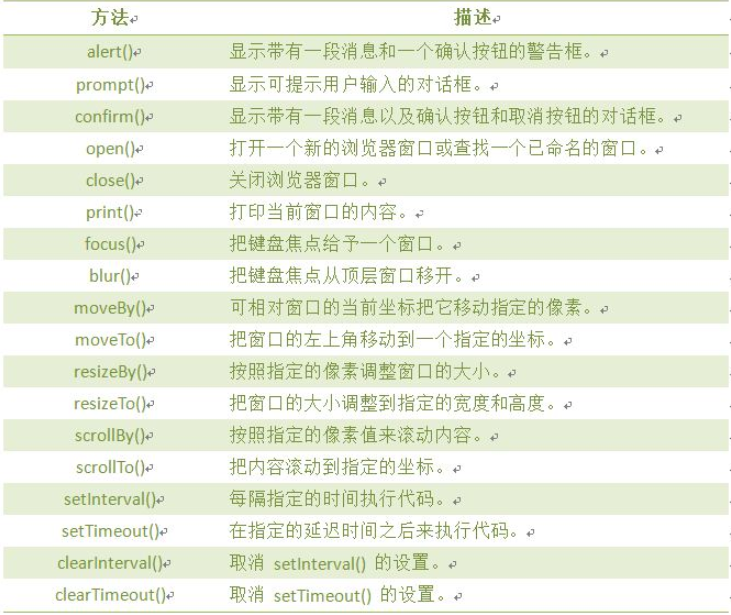 方法 描述
alert() 显示带有一段消息和一个确认按钮的警告框。
prompt() 显示可提示用户输入的对话框。
confirm() 显示带有一段消息以及确认按钮和取消按钮的对话框。
open() 打开一个新的浏览器窗口或查找一个已命名的窗口。
close() 关闭浏览器窗口。
print() 打印当前窗口的内容。
focus() 把键盘焦点给予一个窗口。
blur() 把键盘焦点从顶层窗口移开。
moveBy() 可相对窗口的当前坐标把它移动指定的像素。
moveTo() 把窗口的左上角移动到一个指定的坐标。
resizeBy() 按照指定的像素调整窗口的大小。
resizeTo() 把窗口的大小调整到指定的宽度和高度。
scrollBy() 按照指定的像素值来滚动内容。
scrollTo() 把内容滚动到指定的坐标。
setInterval() 每隔指定的时间执行代码。
setTimeout() 在指定的延迟时间之后来执行代码。
clearInterval() 取消 setInterval() 的设置。
clearTimeout() 取消 setTimeout() 的设置。